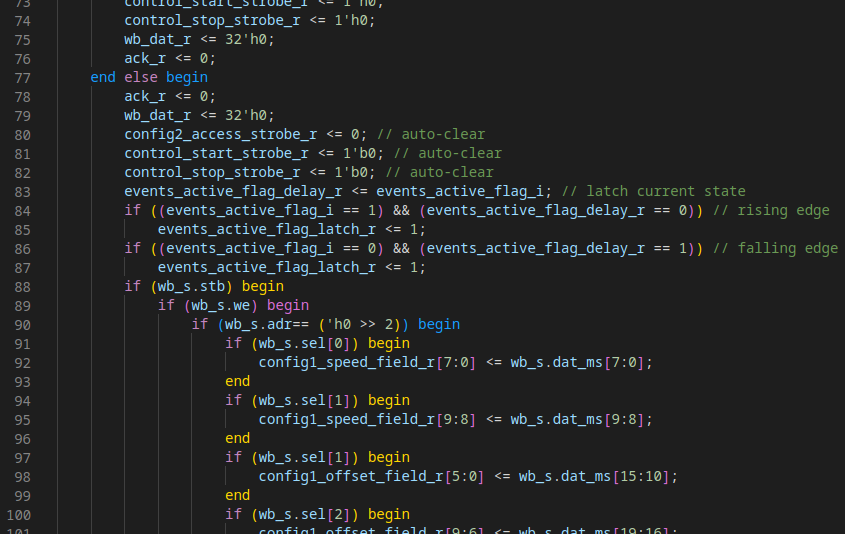 73 control_start_strobe_r <= 1'h0;
74 control_stop_strobe_r <= 1'h0;
75 wb_dat_r <= 32'h0;
76 ack_r <= 0;
77 end else begin
78 ack_r <= 0;
79 wb_dat_r <= 32'h0;
80 config2_access_strobe_r <= 0; // auto-clear
81 control_start_strobe_r <= 1'b0; // auto-clear
82 control_stop_strobe_r <= 1'b0; // auto-clear
83 events_active_flag_delay_r <= events_active_flag_i; // latch current state
84 if ((events_active_flag_i == 1) && (events_active_flag_delay_r == 0)) // rising edge
85 events_active_flag_latch_r <= 1;
86 if ((events_active_flag_i == 0) && (events_active_flag_delay_r == 1)) // falling edge
87 events_active_flag_latch_r <= 1;
88 if (wb_s.stb) begin
89 if (wb_s.we) begin
90 if (wb_s.adr== ('h0 >> 2)) begin
91 if (wb_s.sel[0]) begin
92 config1_speed_field_r[7:0] <= wb_s.dat_ms[7:0];
93 end
94 if (wb_s.sel[1]) begin
95 config1_speed_field_r[9:8] <= wb_s.dat_ms[9:8];
96 end
97 if (wb_s.sel[1]) begin
98 config1_offset_field_r[5:0] <= wb_s.dat_ms[15:10];
99 end
100 if (wb_s.sel[2]) begin
101 config1_offset_field_r[9:6] <= wb_s.dat_ms[19:16];